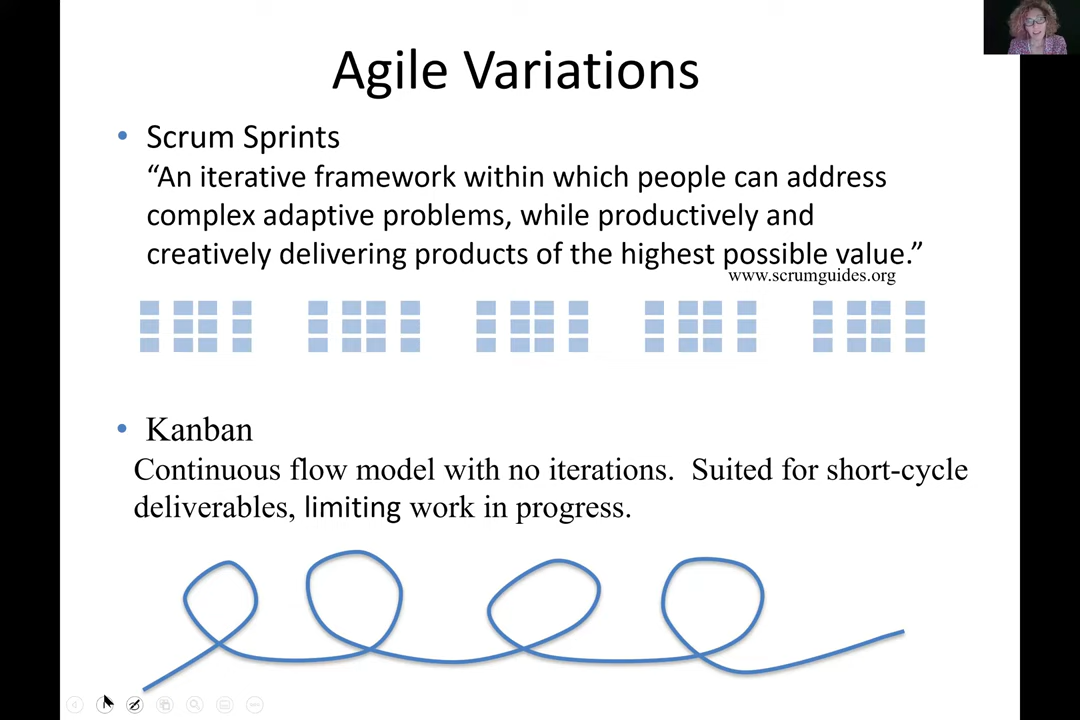 Agile Variations
• Scrum Sprints
“An iterative framework within which people can address
complex adaptive problems, while productively and
creatively delivering products of the highest possible value.”
www.scrumguides.org
• Kanban
Continuous flow model with no iterations.  Suited for short-cycle
deliverables, limiting work in progress.